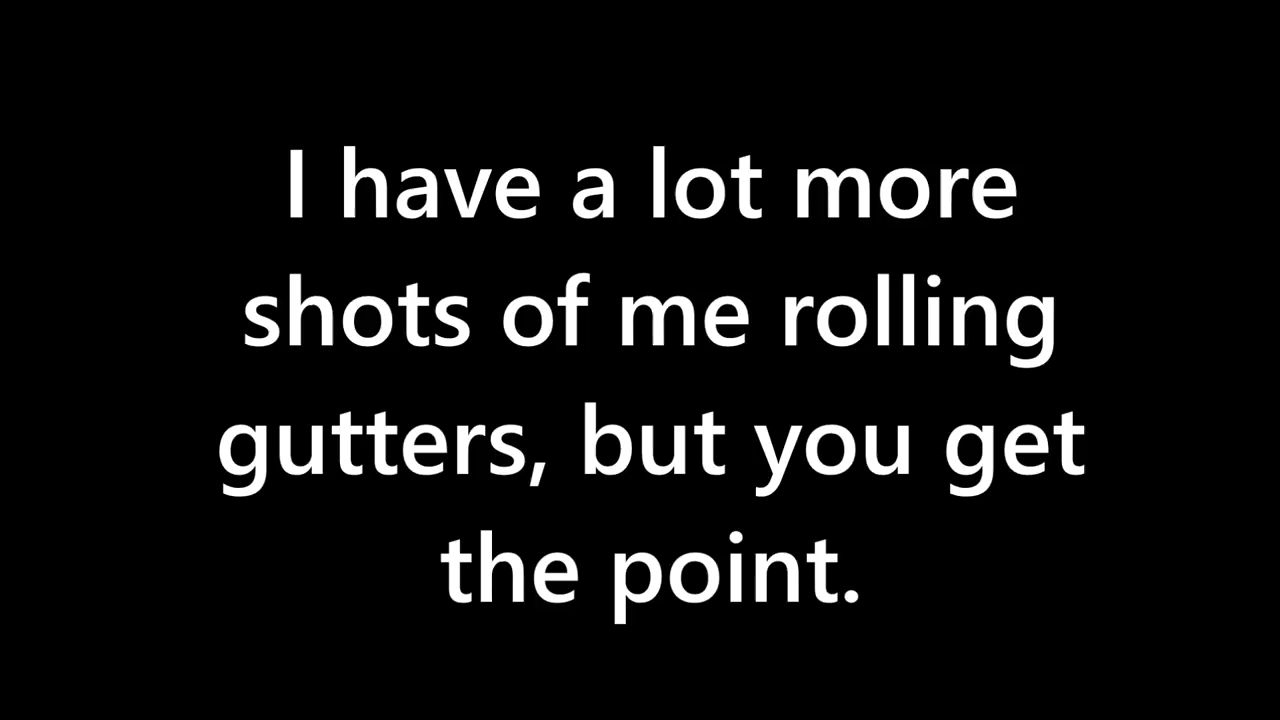 I have a lot more
shots of me rolling
gutters, but you get
the point.